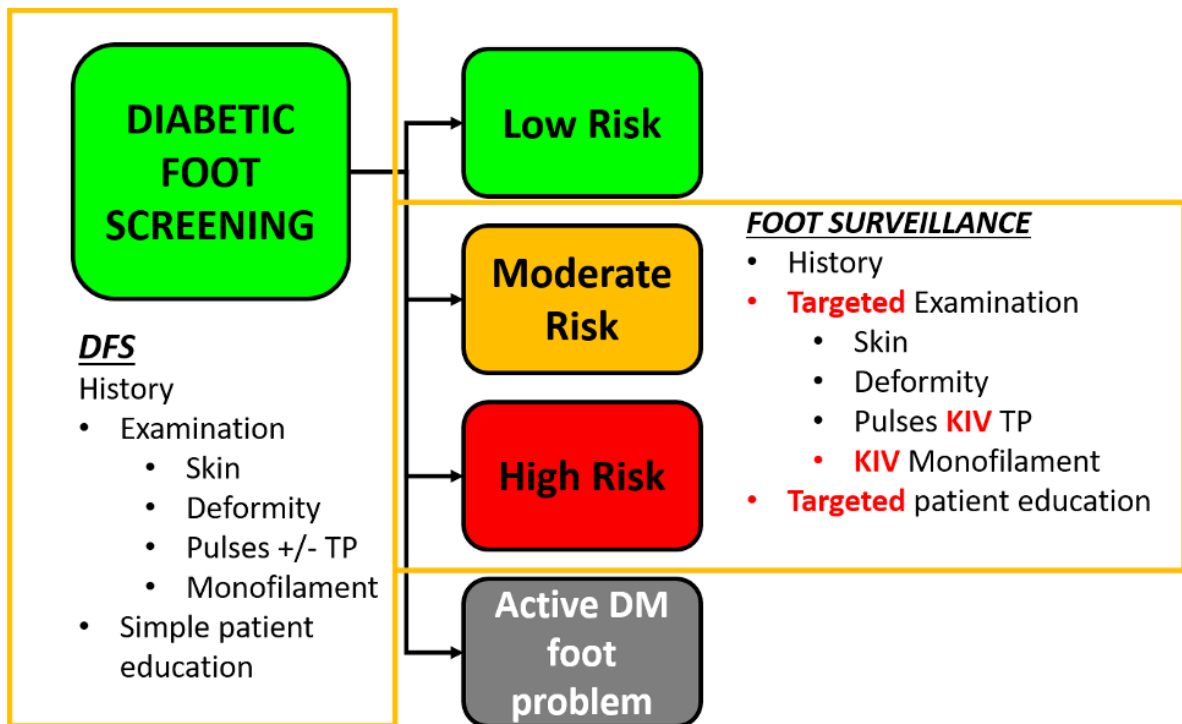 DIABETIC
FOOT
SCREENING
DFS
History
• Examination
• Skin
• Deformity
• Pulses +/- TP
• Monofilament
• Simple patient
education
Low Risk
Moderate
Risk
High Risk
Active DM
foot
problem
FOOT SURVEILLANCE
• History
• Targeted Examination
• Skin
• Deformity
• Pulses KIV TP
• KIV Monofilament
• Targeted patient education